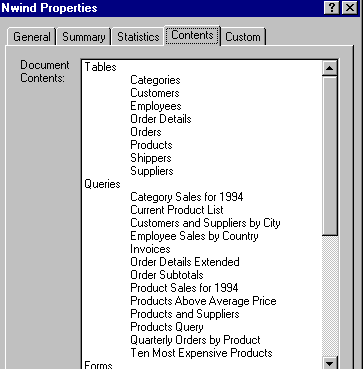 Nwind Properties
General Summary Statistics Contents Custom
Document Contents:
Tables
Categories
Customers
Employees
Order Details
Orders
Products
Shippers
Suppliers
Queries
Category Sales for 1994
Current Product List
Customers and Suppliers by City
Employee Sales by Country
Invoices
Order Details Extended
Order Subtotals
Product Sales for 1994
Products Above Average Price
Products and Suppliers
Products Query
Quarterly Orders by Product
Ten Most Expensive Products
Forms